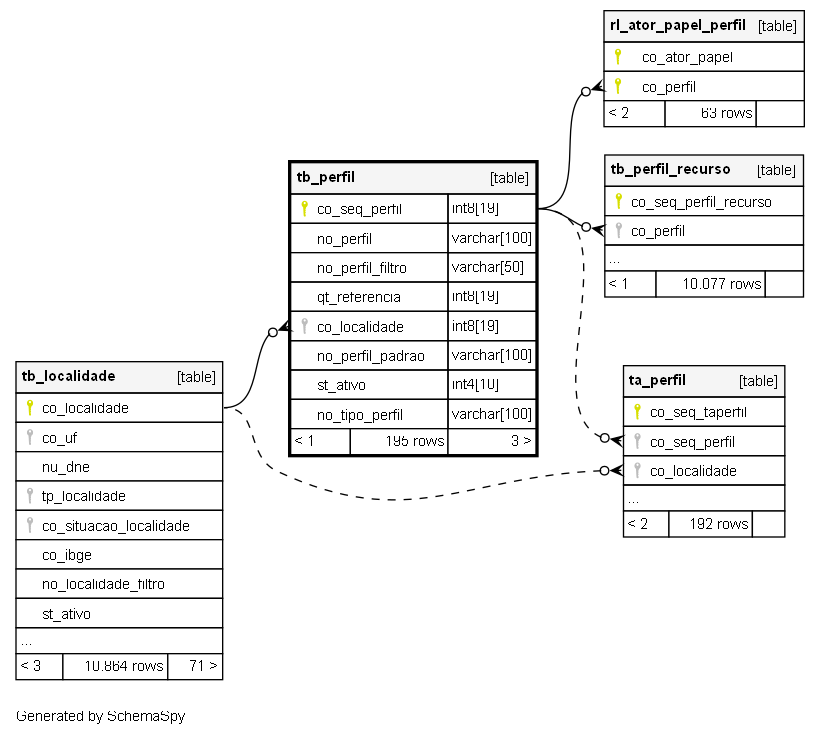 rl_ator_papel_perfil [table]
co_ator_papel
co_perfil
< 2 63 rows
tb_perfil_recurso [table]
co_seq_perfil_recurso
co_perfil
...
< 1 10.077 rows
tb_perfil [table]
co_seq_perfil int8[19]
no_perfil varchar[100]
no_perfil_filtro varchar[50]
qt_referencia int8[19]
co_localidade int8[19]
no_perfil_padrao varchar[100]
st_ativo int4[10]
no_tipo_perfil varchar[100]
< 1 195 rows 3 >
tb_localidade [table]
co_localidade
co_uf
nu_dne
tp_localidade
co_situacao_localidade
co_ibge
no_localidade_filtro
st_ativo
...
< 3 10.864 rows 71 >
ta_perfil [table]
co_seq_taperfil
co_seq_perfil
co_localidade
...
< 2 192 rows
Generated by SchemaSpy